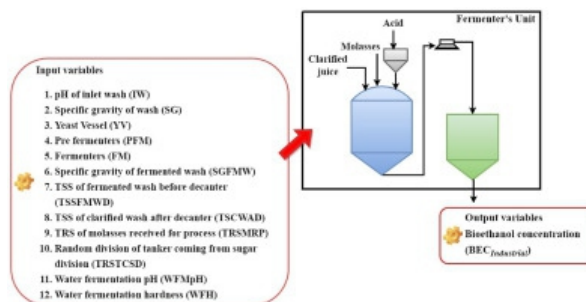 Input variables
1. pH of inlet wash (IW)
2. Specific gravity of wash (SG)
3. Yeast Vessel (YV)
4. Pre fermenters (PFM)
5. Fermenters (FM)
6. Specific gravity of fermented wash (SGFMW)
7. TSS of fermented wash before decanter
(TSSFMWD)
8. TSS of clarified wash after decanter (TSCWAD)
9. TRS of molasses received for process (TRSMRP)
10. Random division of tanker coming from sugar
division (TRSTCSD)
11. Water fermentation pH (WFMpH)
12. Water fermentation hardness (WFH)
Fermenter's Unit
Acid
Molasses
Clarified
juice
Output variables
Bioethanol concentration
(BECIndustrial)